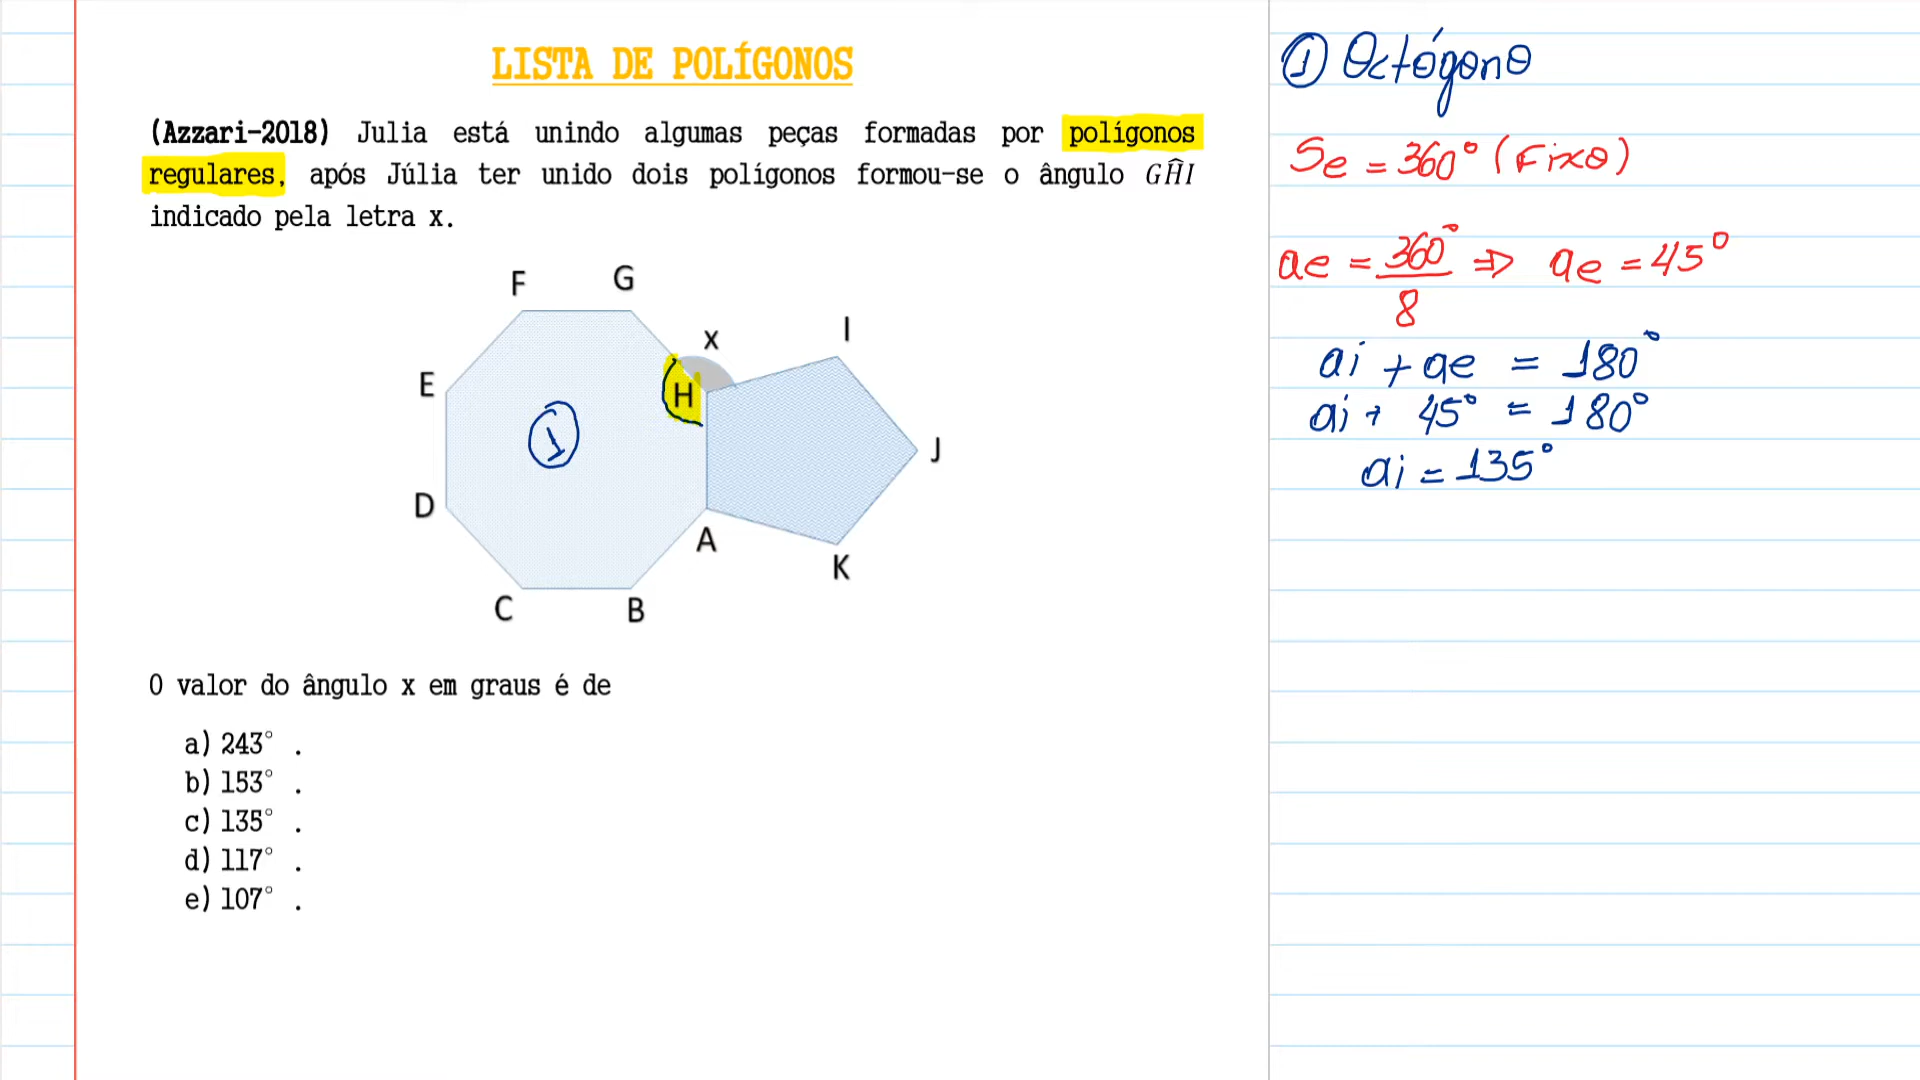 LISTA DE POLÍGONOS
(Azzari-2018) Julia está unindo algumas peças formadas por polígonos
regulares, após Júlia ter unido dois polígonos formou-se o ângulo GĤI
indicado pela letra x.
F G
x I
E H
1
J
D
A
K
C B
O valor do ângulo x em graus é de
a) 243° .
b) 153° .
c) 135° .
d) 117° .
e) 107° .
1 Octógono
Se = 360° (Fixo)
ae = 360°/8 ⇒ ae = 45°
ai + ae = 180°
ai + 45° = 180°
ai = 135°